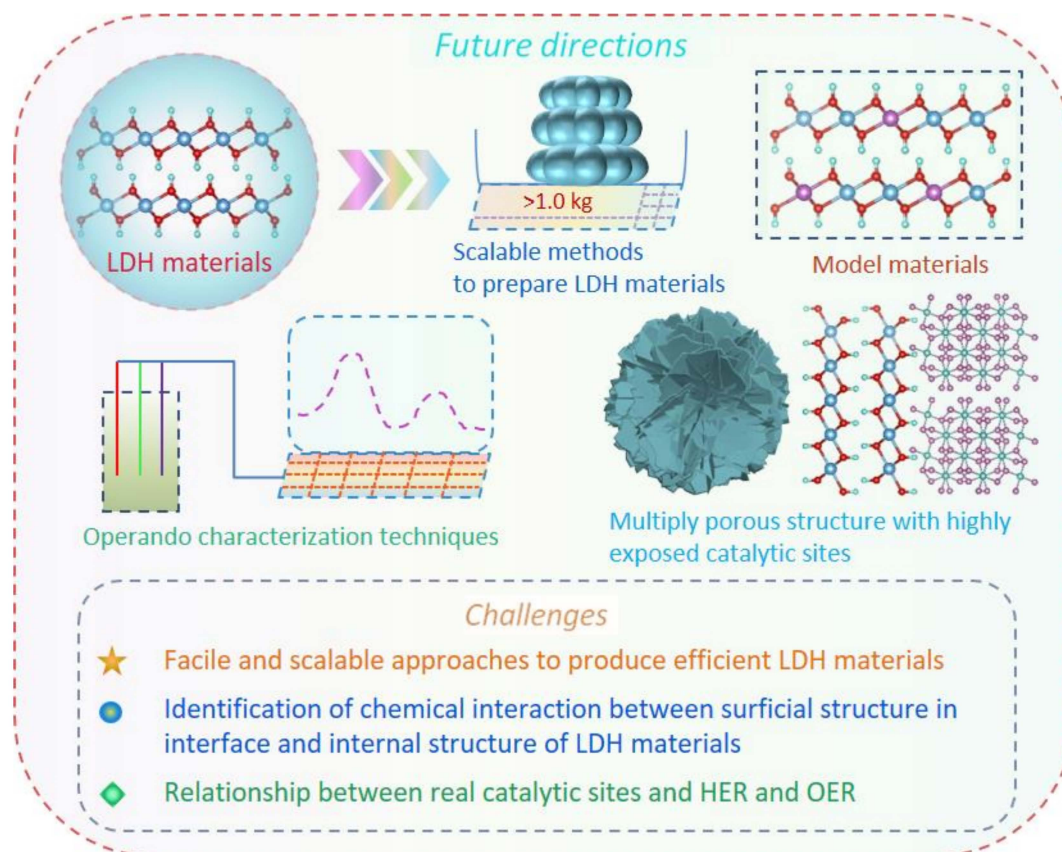 Future directions
>1.0 kg
LDH materials
Scalable methods
to prepare LDH materials
Model materials
Operando characterization techniques
Multiply porous structure with highly
exposed catalytic sites
Challenges
Facile and scalable approaches to produce efficient LDH materials
Identification of chemical interaction between surficial structure in
interface and internal structure of LDH materials
Relationship between real catalytic sites and HER and OER